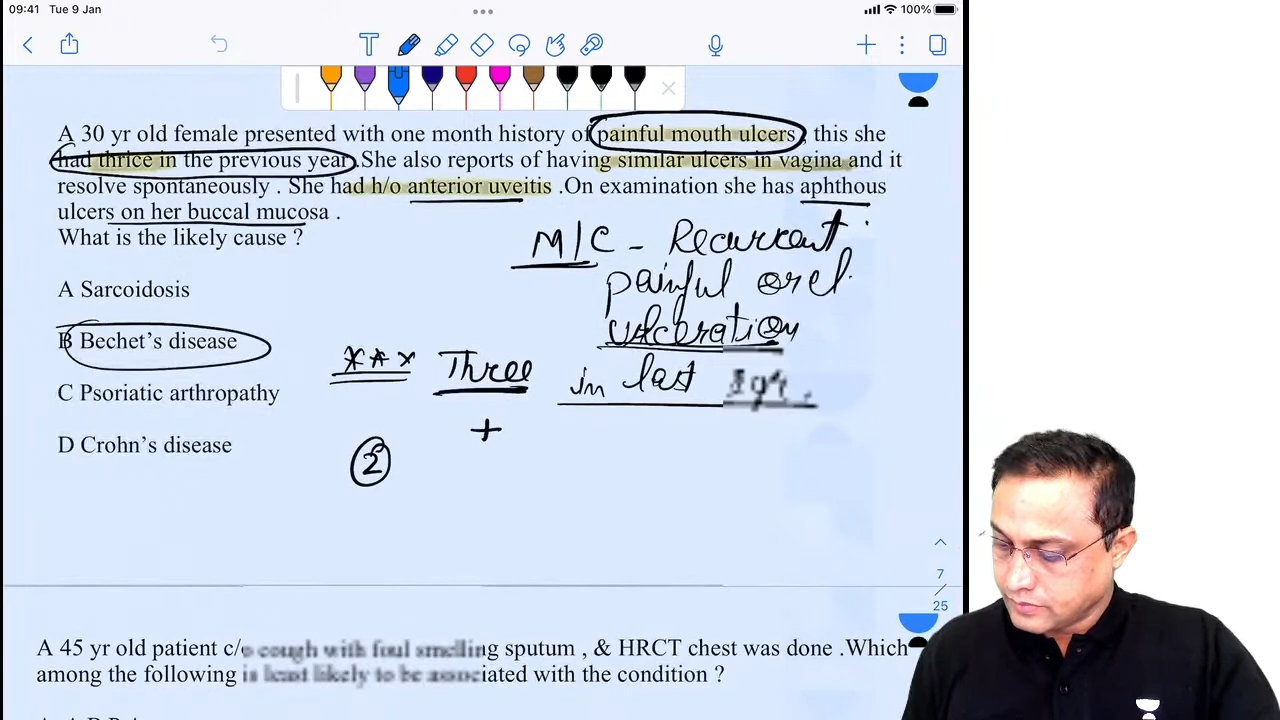 09:41 Tue 9 Jan
100%
T
A 30 yr old female presented with one month history of painful mouth ulcers , this she
had thrice in the previous year .She also reports of having similar ulcers in vagina and it
resolve spontaneously . She had h/o anterior uveitis .On examination she has aphthous
ulcers on her buccal mucosa .
What is the likely cause ?
M/C - Recurrent
painful oral
ulceration
A Sarcoidosis
B Bechet's disease
*** Three in last
C Psoriatic arthropathy
+
D Crohn's disease
2
7
25
A 45 yr old patient c/o cough with foul smelling sputum , & HRCT chest was done .Which
among the following is least likely to be associated with the condition ?